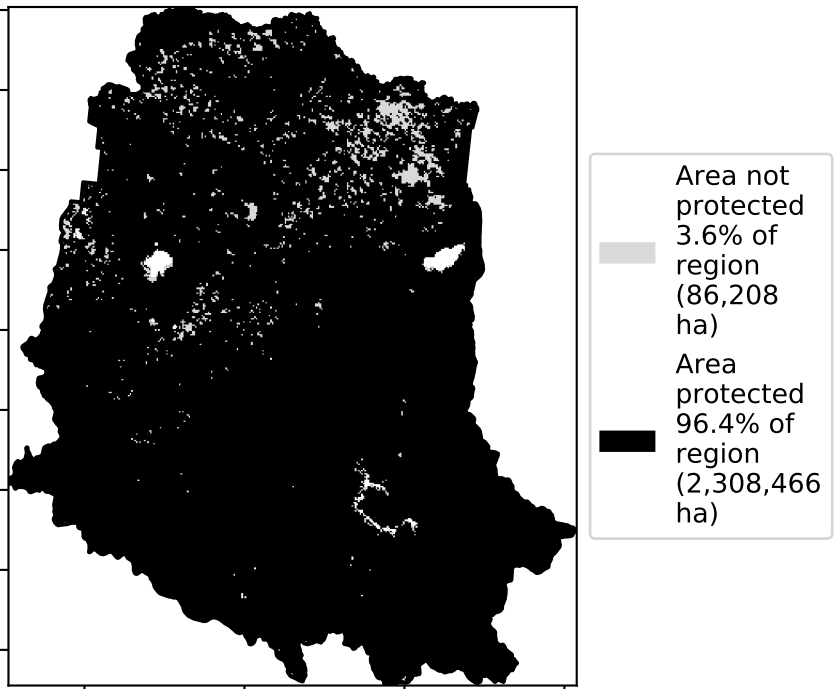 Area not
protected
3.6% of
region
(86,208
ha)
Area
protected
96.4% of
region
(2,308,466
ha)